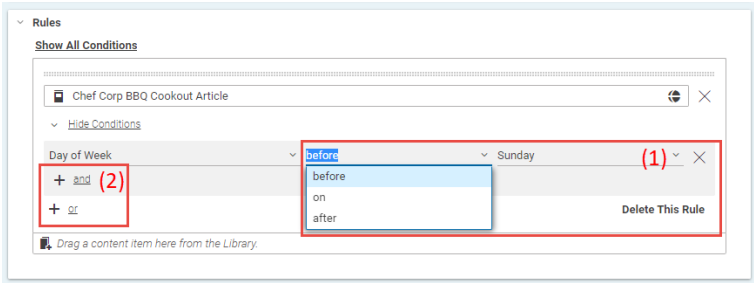 Rules
Show All Conditions
Chef Corp BBQ Cookout Article
Hide Conditions
Day of Week before Sunday (1)
+ and (2)
before
on
+ or
after
Delete This Rule
Drag a content item here from the Library.